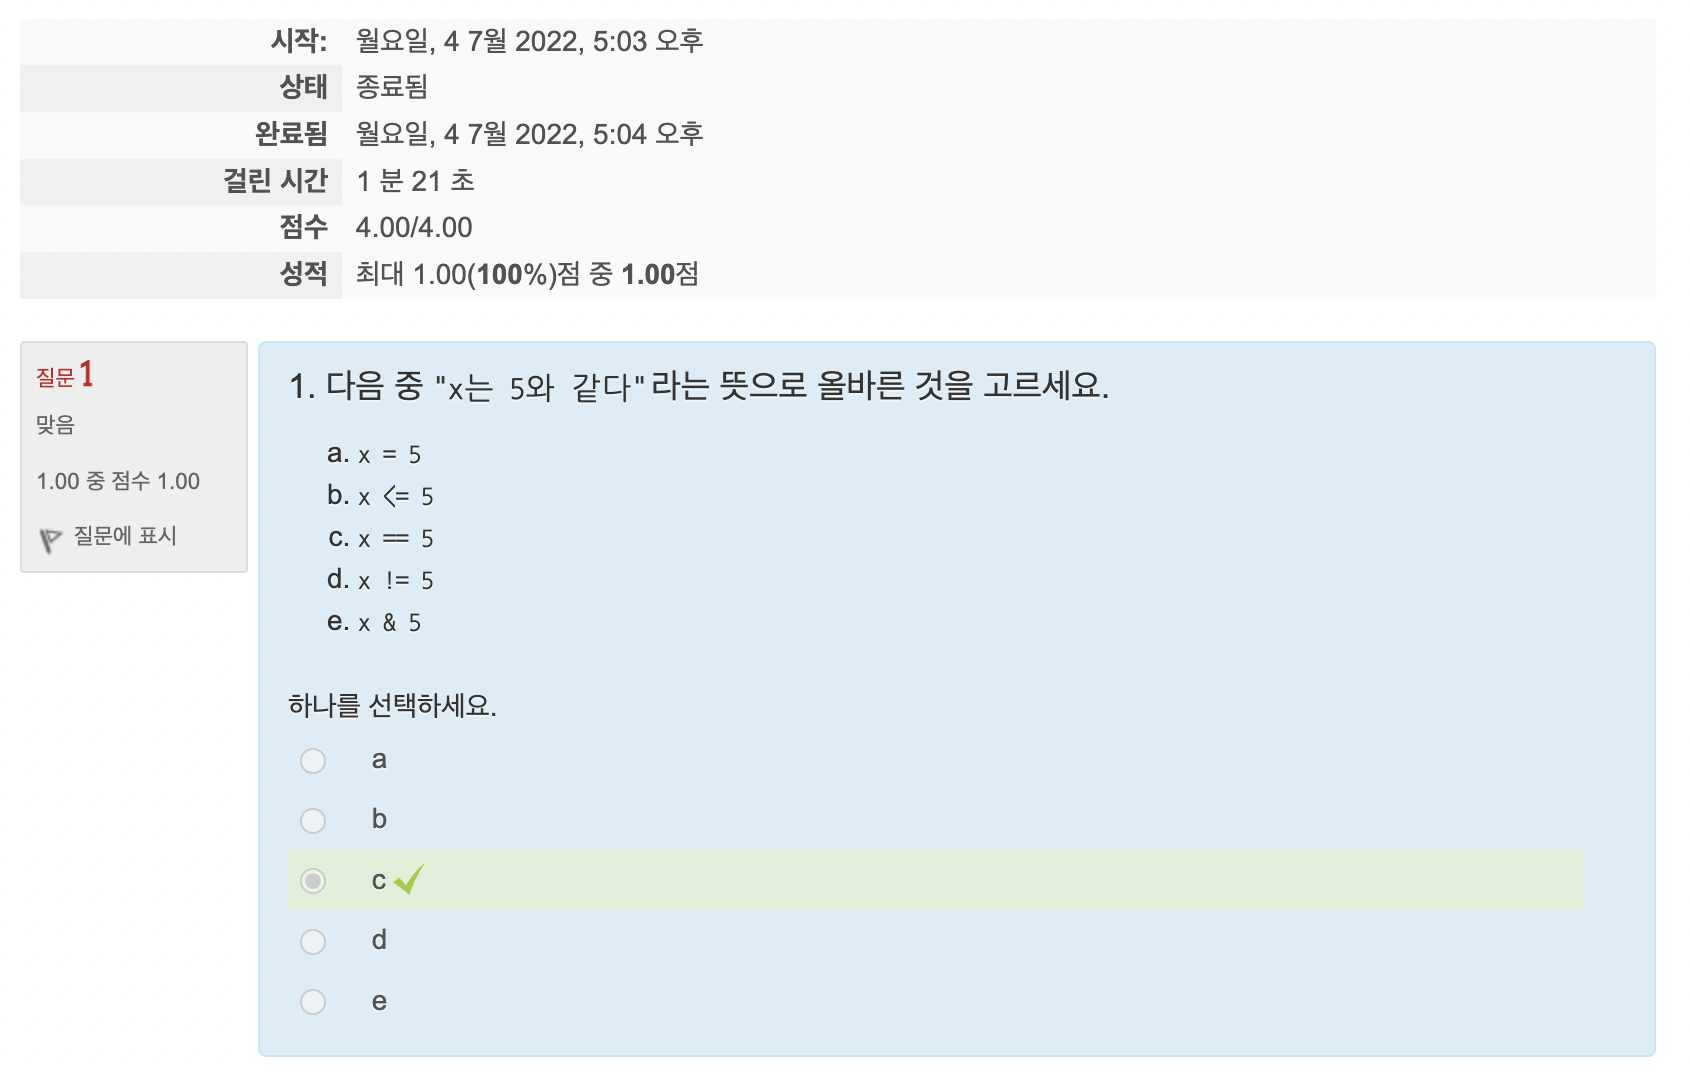 시작: 월요일, 4 7월 2022, 5:03 오후
상태 종료됨
완료됨 월요일, 4 7월 2022, 5:04 오후
걸린 시간 1 분 21 초
점수 4.00/4.00
성적 최대 1.00(100%)점 중 1.00점
질문 1
맞음
1.00 중 점수 1.00
질문에 표시
1. 다음 중 "x는 5와 같다"라는 뜻으로 올바른 것을 고르세요.
a. x = 5
b. x <= 5
c. x == 5
d. x != 5
e. x & 5
하나를 선택하세요.
a
b
c
d
e